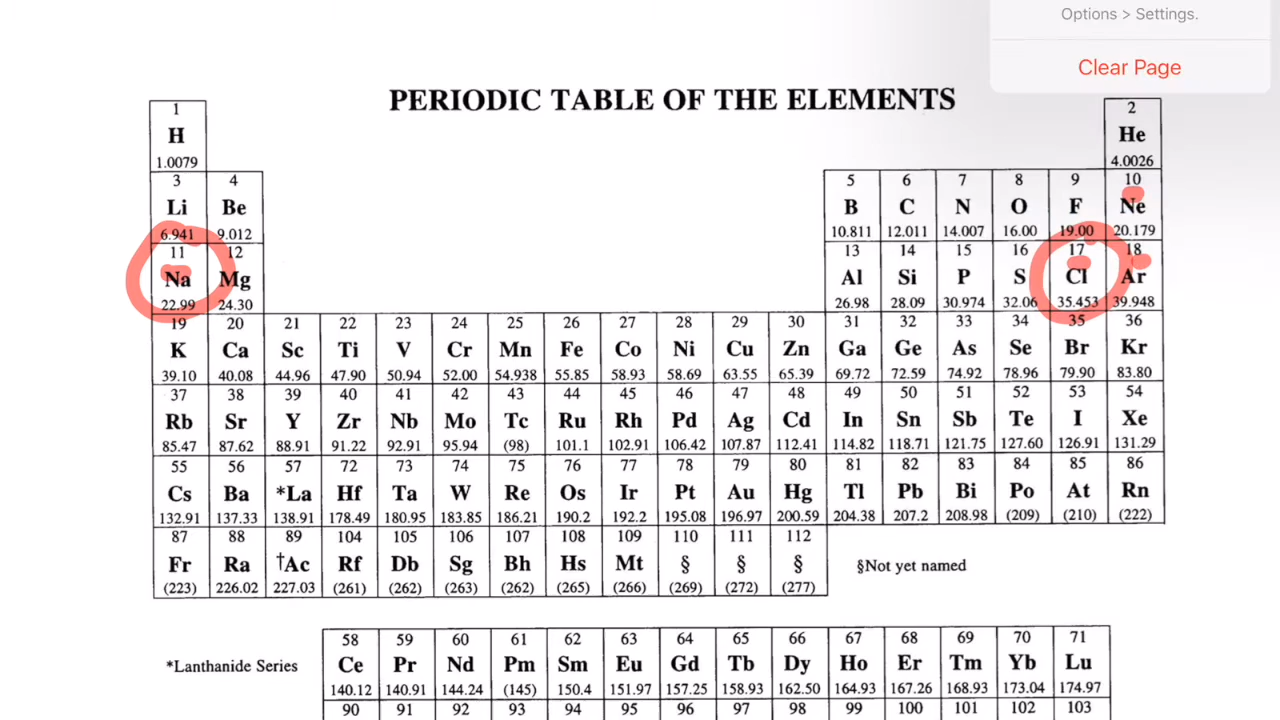 Options > Settings.
Clear Page
PERIODIC TABLE OF THE ELEMENTS
1 2
H He
1.0079 4.0026
3 4 5 6 7 8 9 10
Li Be B C N O F Ne
6.941 9.012 10.811 12.011 14.007 16.00 19.00 20.179
11 12 13 14 15 16 17 18
Na Mg Al Si P S Cl Ar
22.99 24.30 26.98 28.09 30.974 32.06 35.453 39.948
19 20 21 22 23 24 25 26 27 28 29 30 31 32 33 34 35 36
K Ca Sc Ti V Cr Mn Fe Co Ni Cu Zn Ga Ge As Se Br Kr
39.10 40.08 44.96 47.90 50.94 52.00 54.938 55.85 58.93 58.69 63.55 65.39 69.72 72.59 74.92 78.96 79.90 83.80
37 38 39 40 41 42 43 44 45 46 47 48 49 50 51 52 53 54
Rb Sr Y Zr Nb Mo Tc Ru Rh Pd Ag Cd In Sn Sb Te I Xe
85.47 87.62 88.91 91.22 92.91 95.94 (98) 101.1 102.91 106.42 107.87 112.41 114.82 118.71 121.75 127.60 126.91 131.29
55 56 57 72 73 74 75 76 77 78 79 80 81 82 83 84 85 86
Cs Ba *La Hf Ta W Re Os Ir Pt Au Hg Tl Pb Bi Po At Rn
132.91 137.33 138.91 178.49 180.95 183.85 186.21 190.2 192.2 195.08 196.97 200.59 204.38 207.2 208.98 (209) (210) (222)
87 88 89 104 105 106 107 108 109 110 111 112
Fr Ra †Ac Rf Db Sg Bh Hs Mt § § § §Not yet named
(223) 226.02 227.03 (261) (262) (263) (262) (265) (266) (269) (272) (277)
58 59 60 61 62 63 64 65 66 67 68 69 70 71
*Lanthanide Series Ce Pr Nd Pm Sm Eu Gd Tb Dy Ho Er Tm Yb Lu
140.12 140.91 144.24 (145) 150.4 151.97 157.25 158.93 162.50 164.93 167.26 168.93 173.04 174.97
90 91 92 93 94 95 96 97 98 99 100 101 102 103